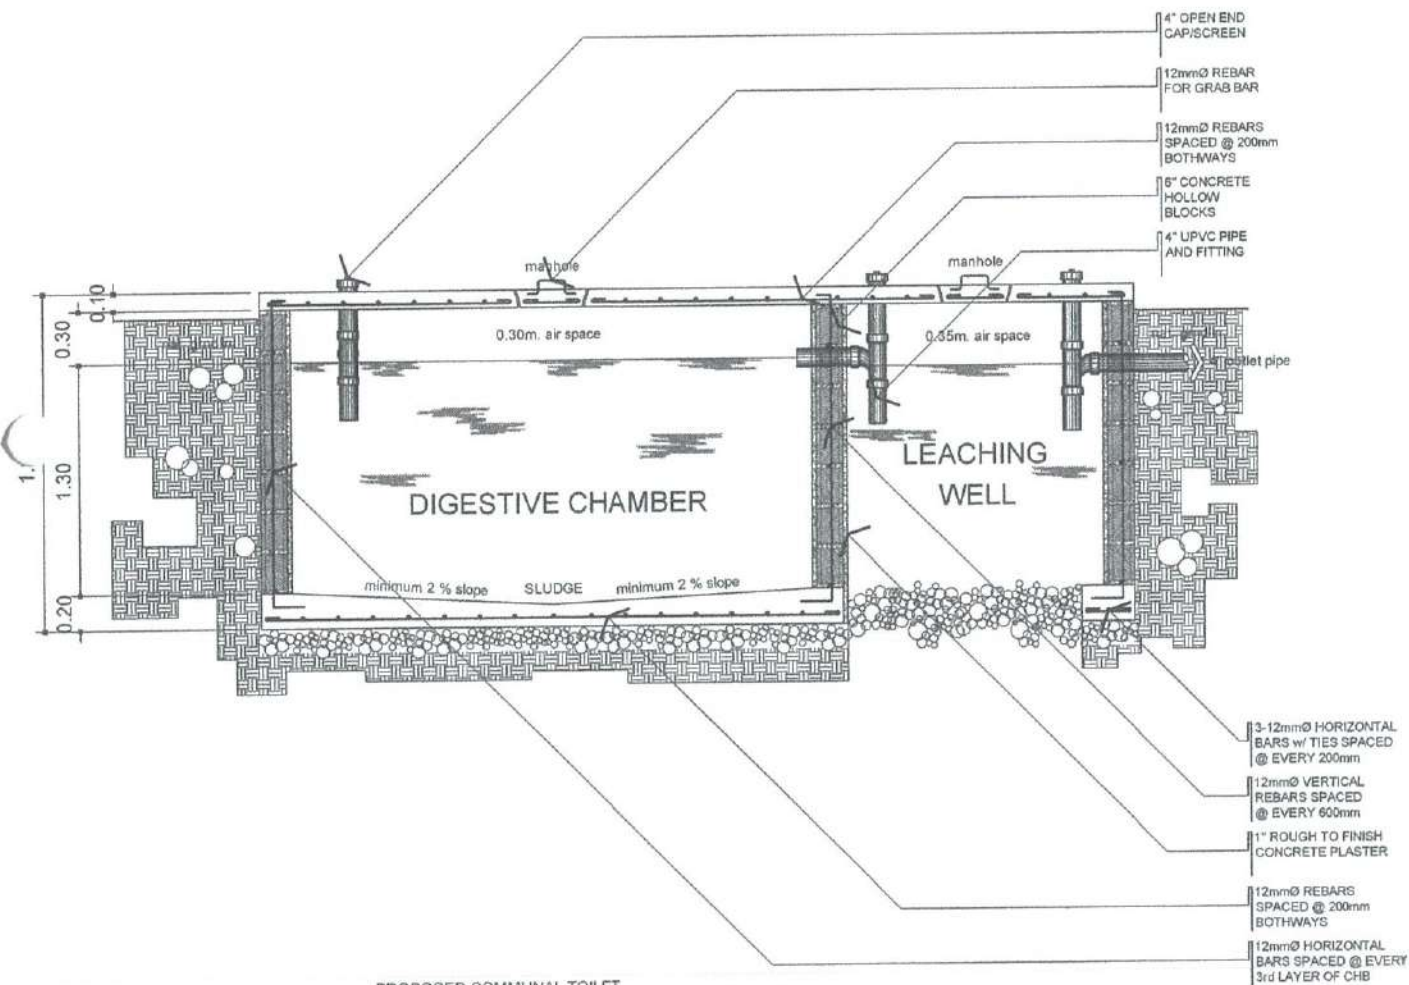 4" OPEN END
CAP/SCREEN
12mmØ REBAR
FOR GRAB BAR
12mmØ REBARS
SPACED @ 200mm
BOTHWAYS
6" CONCRETE
HOLLOW
BLOCKS
4" UPVC PIPE
AND FITTING
manhole
manhole
0.10
0.30
1.30
0.20
1.
0.30m. air space
0.35m. air space
outlet pipe
DIGESTIVE CHAMBER
LEACHING
WELL
minimum 2 % slope
SLUDGE
minimum 2 % slope
3-12mmØ HORIZONTAL
BARS w/ TIES SPACED
@ EVERY 200mm
12mmØ VERTICAL
REBARS SPACED
@ EVERY 600mm
1" ROUGH TO FINISH
CONCRETE PLASTER
12mmØ REBARS
SPACED @ 200mm
BOTHWAYS
12mmØ HORIZONTAL
BARS SPACED @ EVERY
3rd LAYER OF CHB
PROPOSED COMMUNAL TOILET